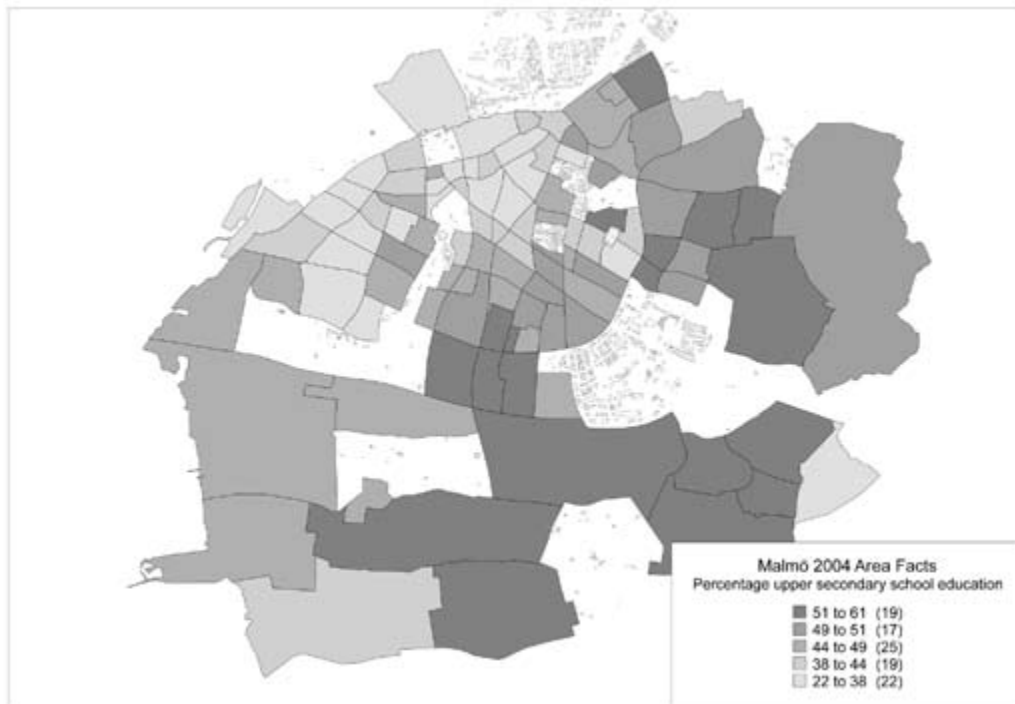 Malmö 2004 Area Facts
Percentage upper secondary school education
51 to 61 (19)
49 to 51 (17)
44 to 49 (25)
38 to 44 (19)
22 to 38 (22)